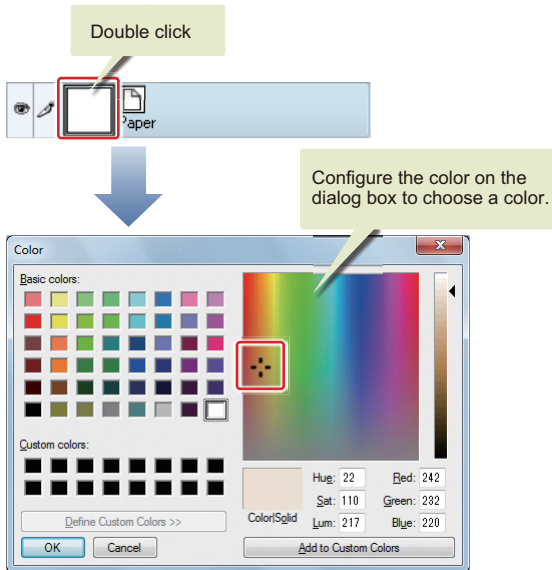 Double click
Paper
Configure the color on the
dialog box to choose a color.
Color
x
Basic colors:
Custom colors:
Define Custom Colors >>
OK
Cancel
Color|Solid
Hue: 22
Sat: 110
Lum: 217
Red: 242
Green: 232
Blue: 220
Add to Custom Colors